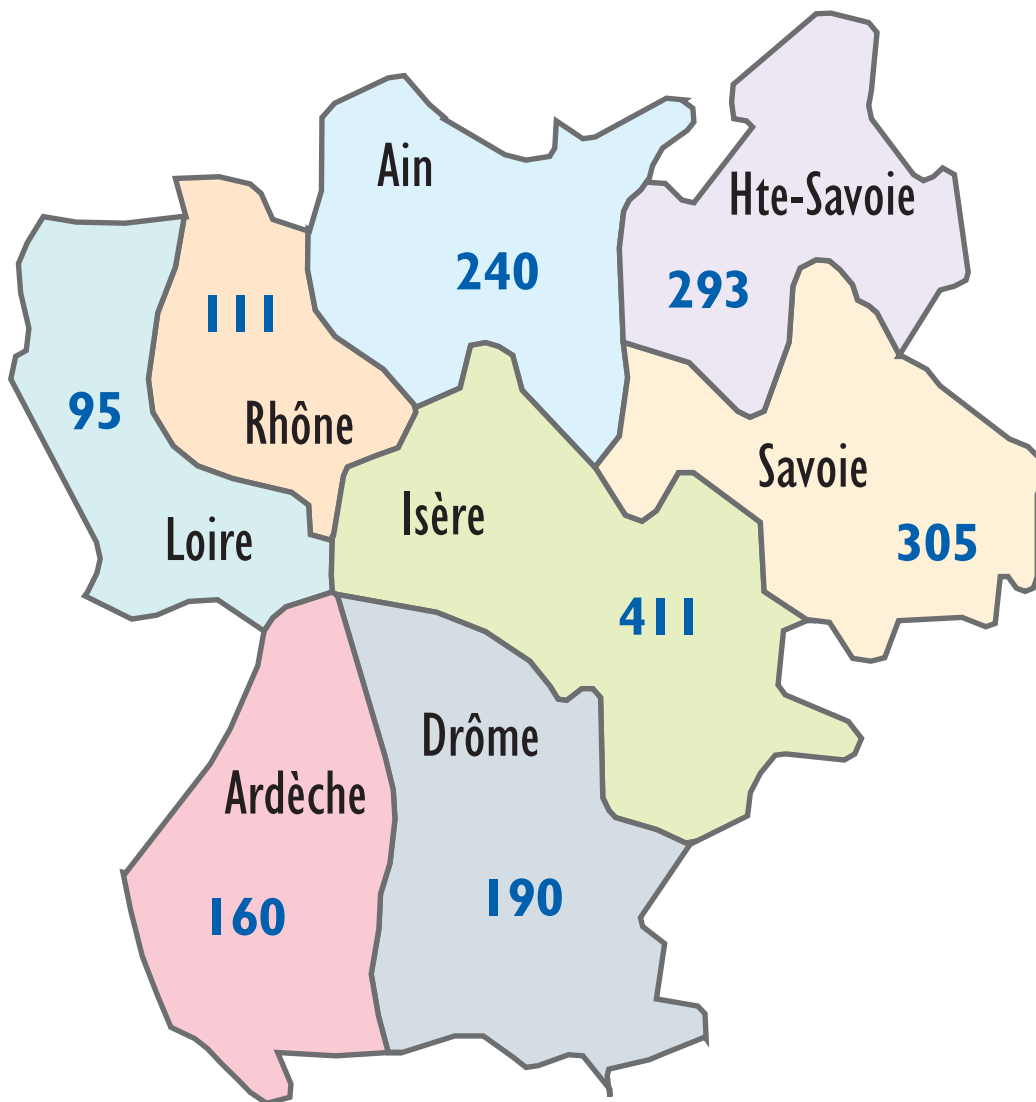 Ain
240
Hte-Savoie
293
111
Rhône
95
Loire
Isère
411
Savoie
305
Drôme
190
Ardèche
160